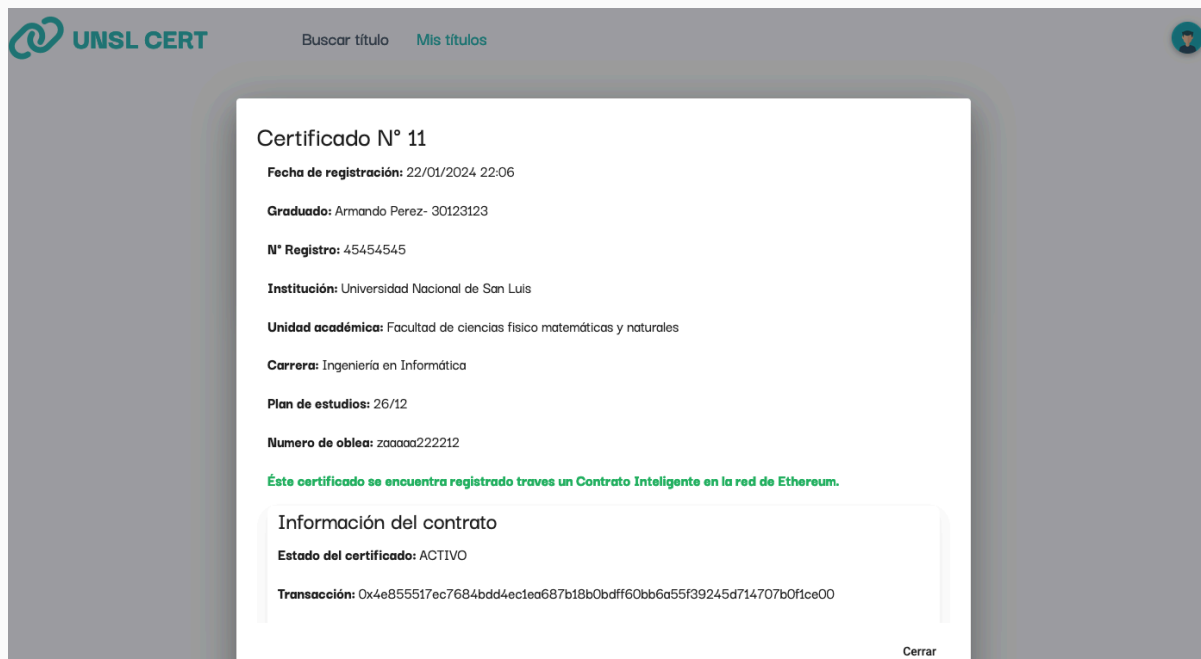 UNSL CERT
Buscar título
Mis títulos
Certificado N° 11
Fecha de registración: 22/01/2024 22:06
Graduado: Armando Perez- 30123123
N° Registro: 45454545
Institución: Universidad Nacional de San Luis
Unidad académica: Facultad de ciencias fisico matemáticas y naturales
Carrera: Ingeniería en Informática
Plan de estudios: 26/12
Numero de oblea: zaaaaa222212
Éste certificado se encuentra registrado traves un Contrato Inteligente en la red de Ethereum.
Información del contrato
Estado del certificado: ACTIVO
Transacción: 0x4e855517ec7684bdd4ec1ea687b18b0bdff60bb6a55f39245d714707b0f1ce00
Cerrar